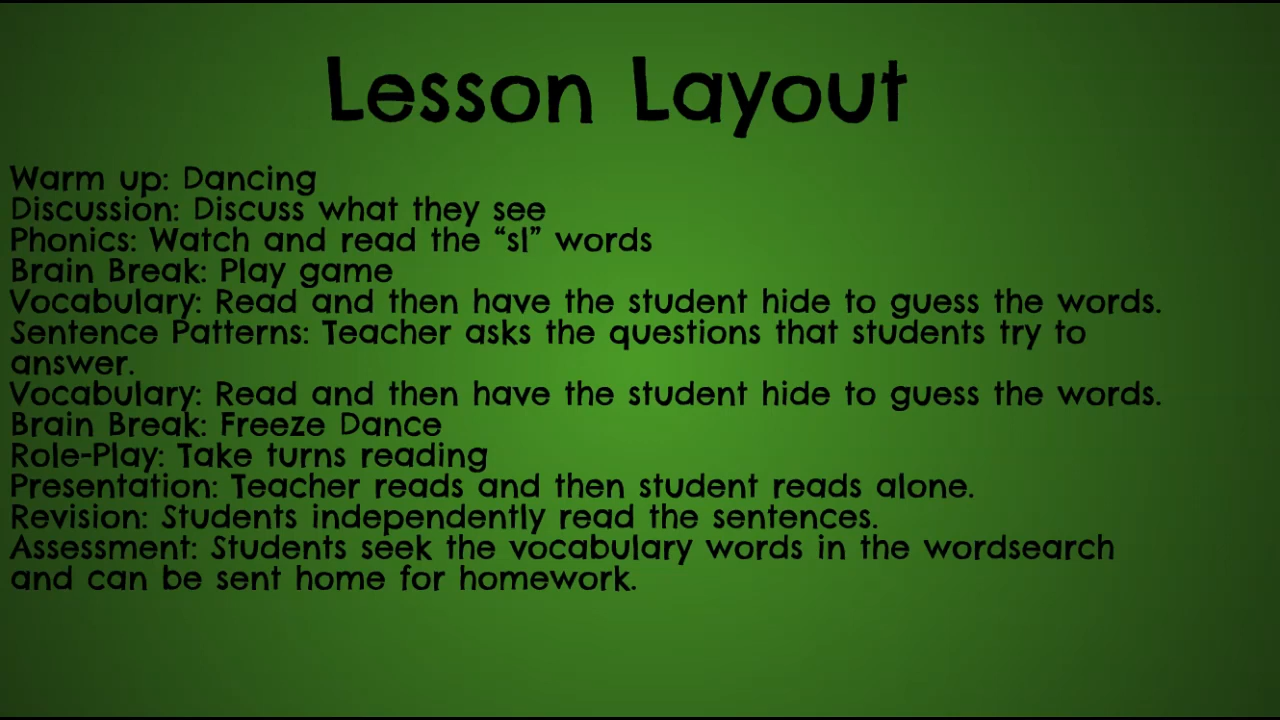 Lesson Layout
Warm up: Dancing
Discussion: Discuss what they see
Phonics: Watch and read the “sl” words
Brain Break: Play game
Vocabulary: Read and then have the student hide to guess the words.
Sentence Patterns: Teacher asks the questions that students try to
answer.
Vocabulary: Read and then have the student hide to guess the words.
Brain Break: Freeze Dance
Role-Play: Take turns reading
Presentation: Teacher reads and then student reads alone.
Revision: Students independently read the sentences.
Assessment: Students seek the vocabulary words in the wordsearch
and can be sent home for homework.